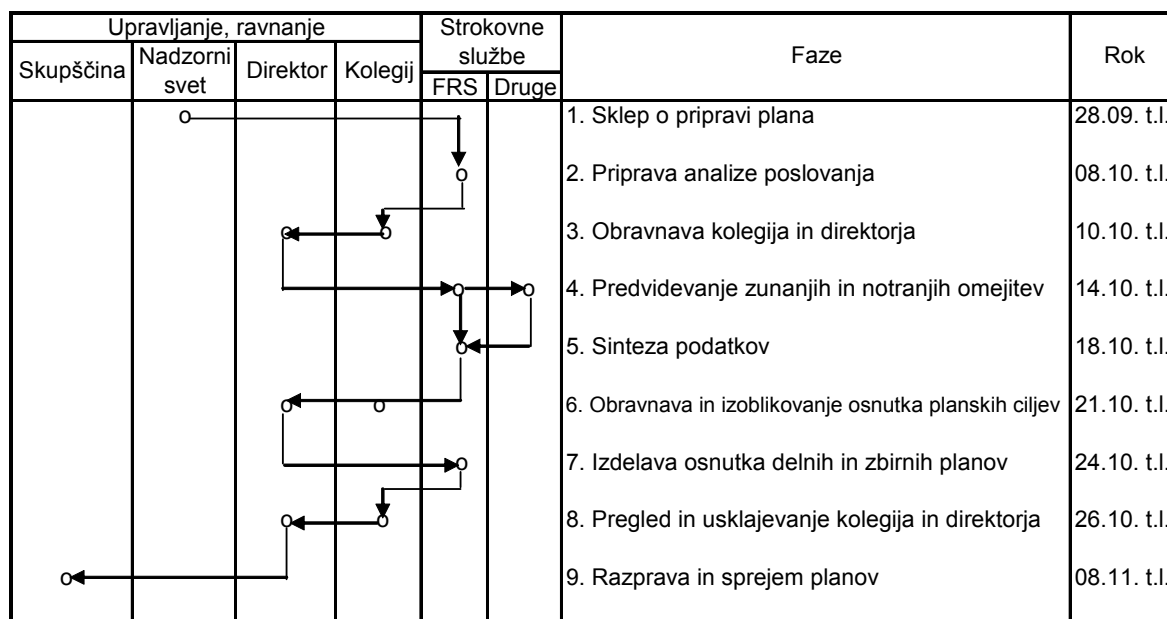 Upravljanje, ravnanje
Strokovne
službe
Faze
Rok
Skupščina
Nadzorni
svet
Direktor
Kolegij
FRS
Druge
1. Sklep o pripravi plana
28.09. t.l.
2. Priprava analize poslovanja
08.10. t.l.
3. Obravnava kolegija in direktorja
10.10. t.l.
4. Predvidevanje zunanjih in notranjih omejitev
14.10. t.l.
5. Sinteza podatkov
18.10. t.l.
6. Obravnava in izoblikovanje osnutka planskih ciljev
21.10. t.l.
7. Izdelava osnutka delnih in zbirnih planov
24.10. t.l.
8. Pregled in usklajevanje kolegija in direktorja
26.10. t.l.
9. Razprava in sprejem planov
08.11. t.l.